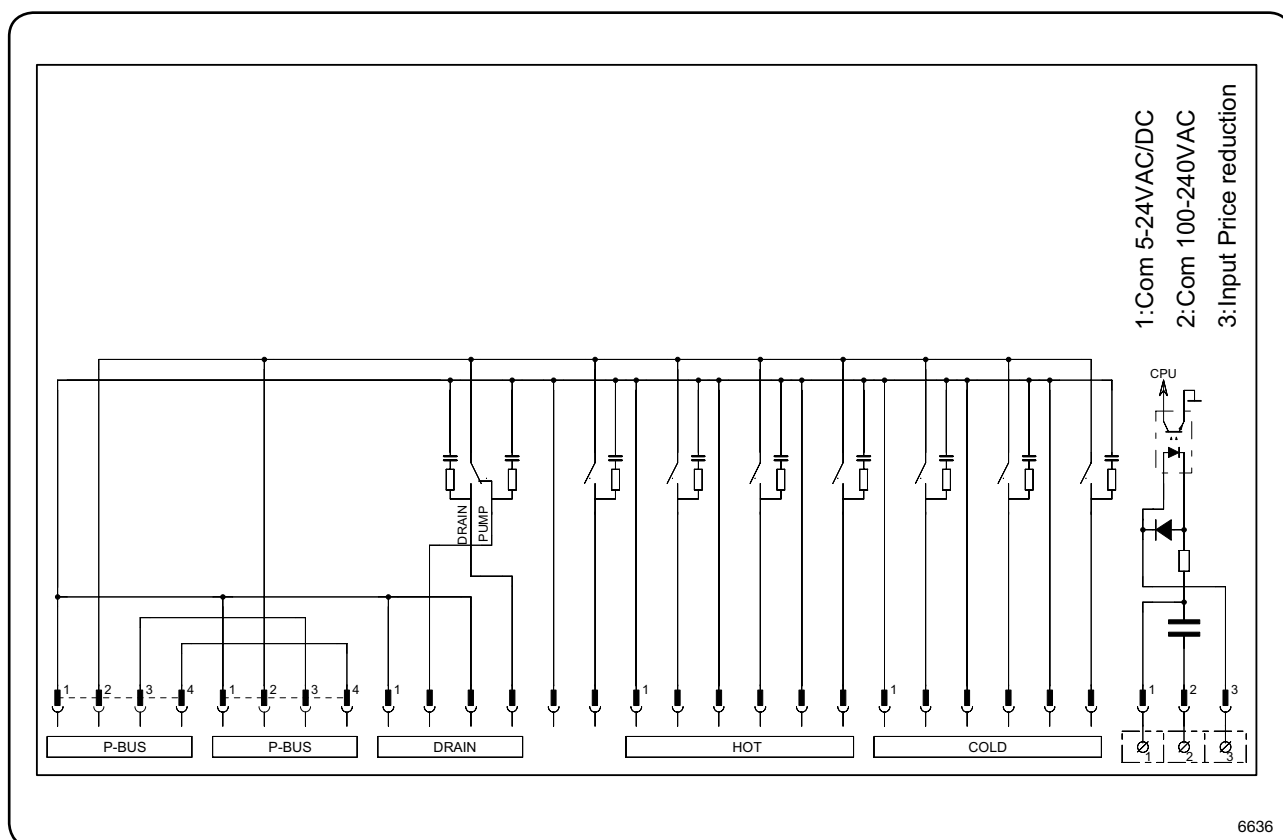 1:Com 5-24VAC/DC
2:Com 100-240VAC
3:Input Price reduction
CPU
DRAIN
PUMP
1 2 3 4 1 2 3 4 1 1 1 1 2 3
P-BUS P-BUS DRAIN HOT COLD
1 2 3
6636